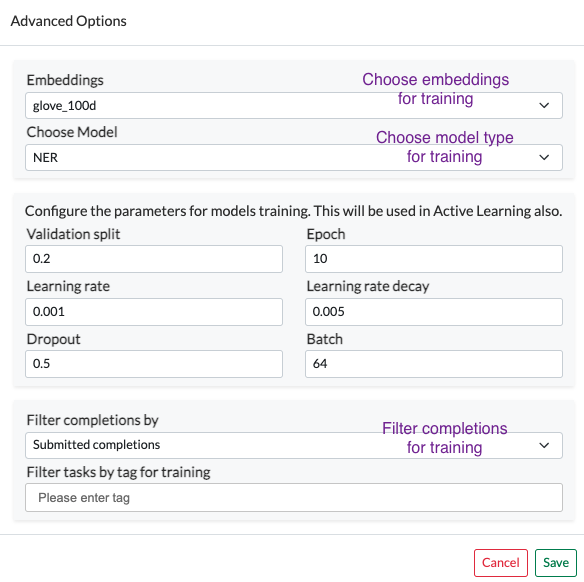 Advanced Options
Embeddings
Choose embeddings
for training
glove_100d
Choose Model
Choose model type
for training
NER
Configure the parameters for models training. This will be used in Active Learning also.
Validation split
Epoch
0.2
10
Learning rate
Learning rate decay
0.001
0.005
Dropout
Batch
0.5
64
Filter completions by
Filter completions
for training
Submitted completions
Filter tasks by tag for training
Please enter tag
Cancel
Save